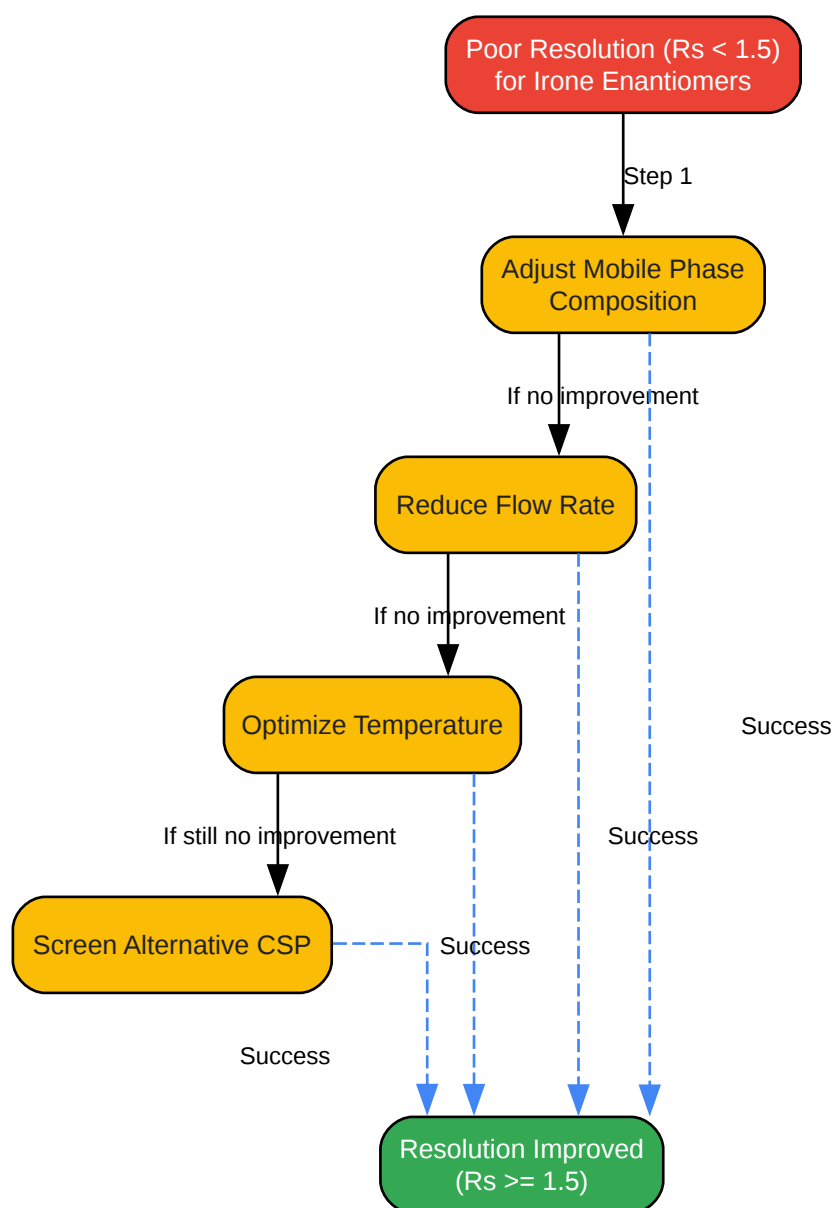 Poor Resolution (Rs < 1.5)
for Irone Enantiomers
Step 1
Adjust Mobile Phase
Composition
If no improvement
Reduce Flow Rate
If no improvement
Optimize Temperature
Success
If still no improvement
Success
Screen Alternative CSP
Success
Success
Resolution Improved
(Rs >= 1.5)